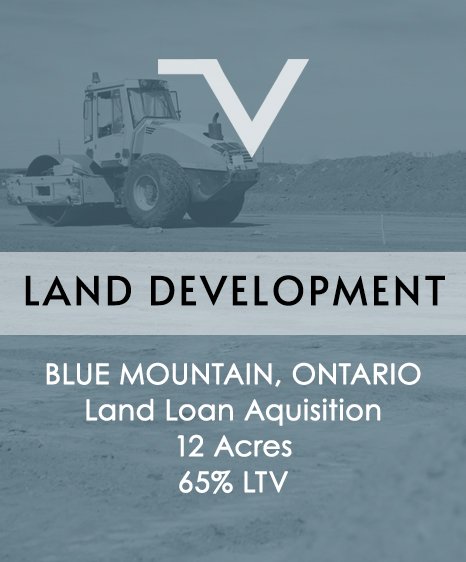 LAND DEVELOPMENT
BLUE MOUNTAIN, ONTARIO
Land Loan Aquisition
12 Acres
65% LTV